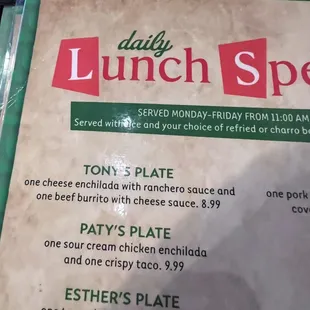 daily
Lunch Spe
SERVED MONDAY-FRIDAY FROM 11:00 AM
Served with rice and your choice of refried or charro be
TONY'S PLATE
one cheese enchilada with ranchero sauce and
one beef burrito with cheese sauce. 8.99
one pork
cov
PATY'S PLATE
one sour cream chicken enchilada
and one crispy taco. 9.99
ESTHER'S PLATE